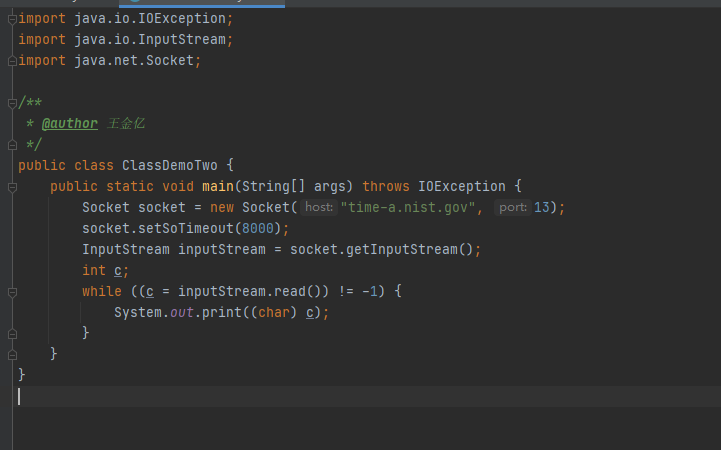 import java.io.IOException;
import java.io.InputStream;
import java.net.Socket;
/**
* @author 王金亿
*/
public class ClassDemoTwo {
public static void main(String[] args) throws IOException {
Socket socket = new Socket( host: "time-a.nist.gov", port: 13);
socket.setSoTimeout(8000);
InputStream inputStream = socket.getInputStream();
int c;
while ((c = inputStream.read()) != -1) {
System.out.print((char) c);
}
}
}